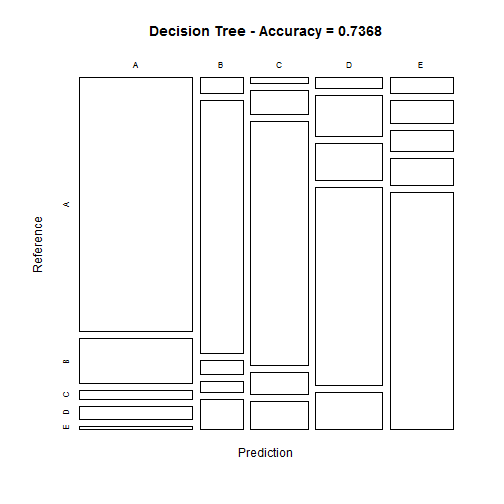 Decision Tree - Accuracy = 0.7368
A B C D E
Reference
A
B
C
D
E
Prediction